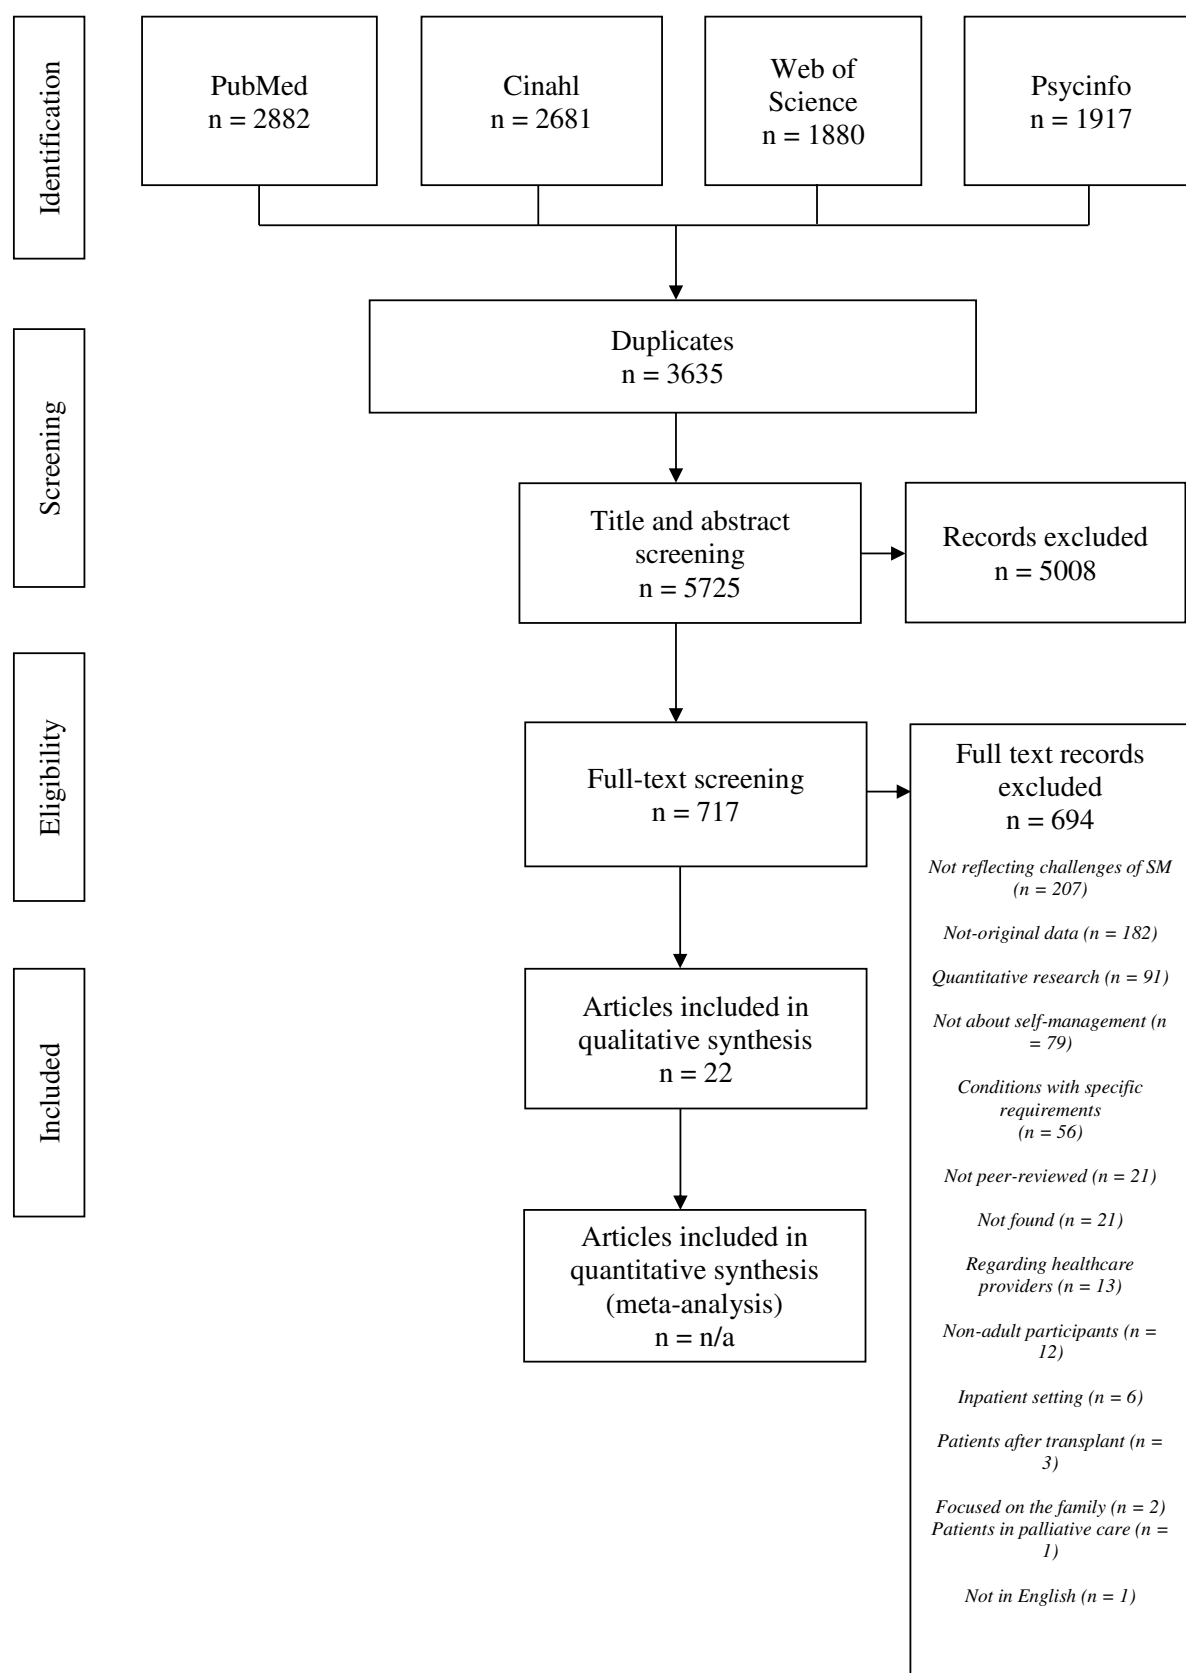 Identification
PubMed
n = 2882
Cinahl
n = 2681
Web of
Science
n = 1880
Psycinfo
n = 1917
Screening
Duplicates
n = 3635
Title and abstract
screening
n = 5725
Records excluded
n = 5008
Eligibility
Full-text screening
n = 717
Full text records
excluded
n = 694
Not reflecting challenges of SM
(n = 207)
Not-original data (n = 182)
Quantitative research (n = 91)
Not about self-management (n
= 79)
Conditions with specific
requirements
(n = 56)
Not peer-reviewed (n = 21)
Not found (n = 21)
Regarding healthcare
providers (n = 13)
Non-adult participants (n =
12)
Inpatient setting (n = 6)
Patients after transplant (n =
3)
Focused on the family (n = 2)
Patients in palliative care (n =
1)
Not in English (n = 1)
Included
Articles included in
qualitative synthesis
n = 22
Articles included in
quantitative synthesis
(meta-analysis)
n = n/a